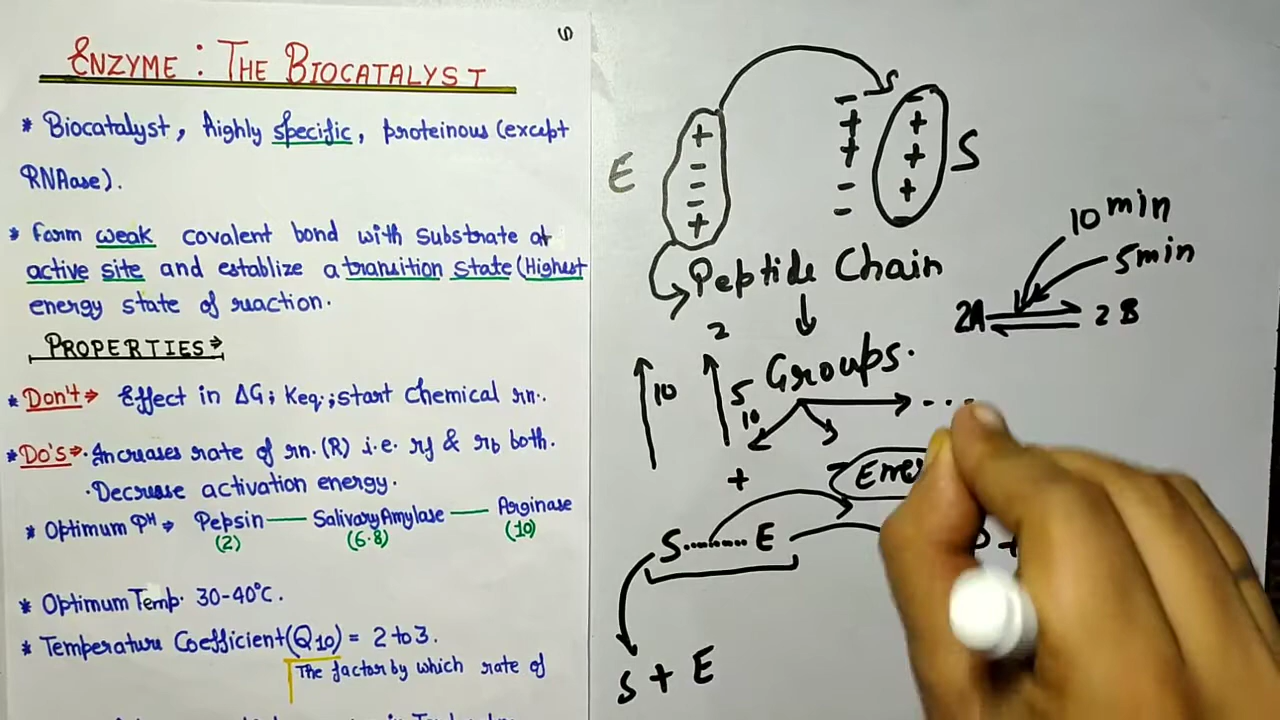 ENZYME : THE BIOCATALYST
* Biocatalyst, highly specific, proteinous (except
RNAase).
* Form weak covalent bond with substrate at
active site and establize a transition state (Highest
energy state of reaction.
PROPERTIES →
* Don't → Effect in ΔG; Keq.; start chemical rn.
* Do's → · Increases rate of rn. (R) i.e rf & rb both.
· Decrease activation energy.
* Optimum PH ⇒ Pepsin — Salivary Amylase — Arginase
(2) (6.8) (10)
* Optimum Temp. 30-40°C.
* Temperature Coefficient (Q10) = 2 to 3.
The factor by which rate of
S
E + - - - +
- + + - -
- + + + S
Peptide Chain
10 min
5 min
2A 2B
Groups.
10
2
5
10
+
S ........ E
S + E